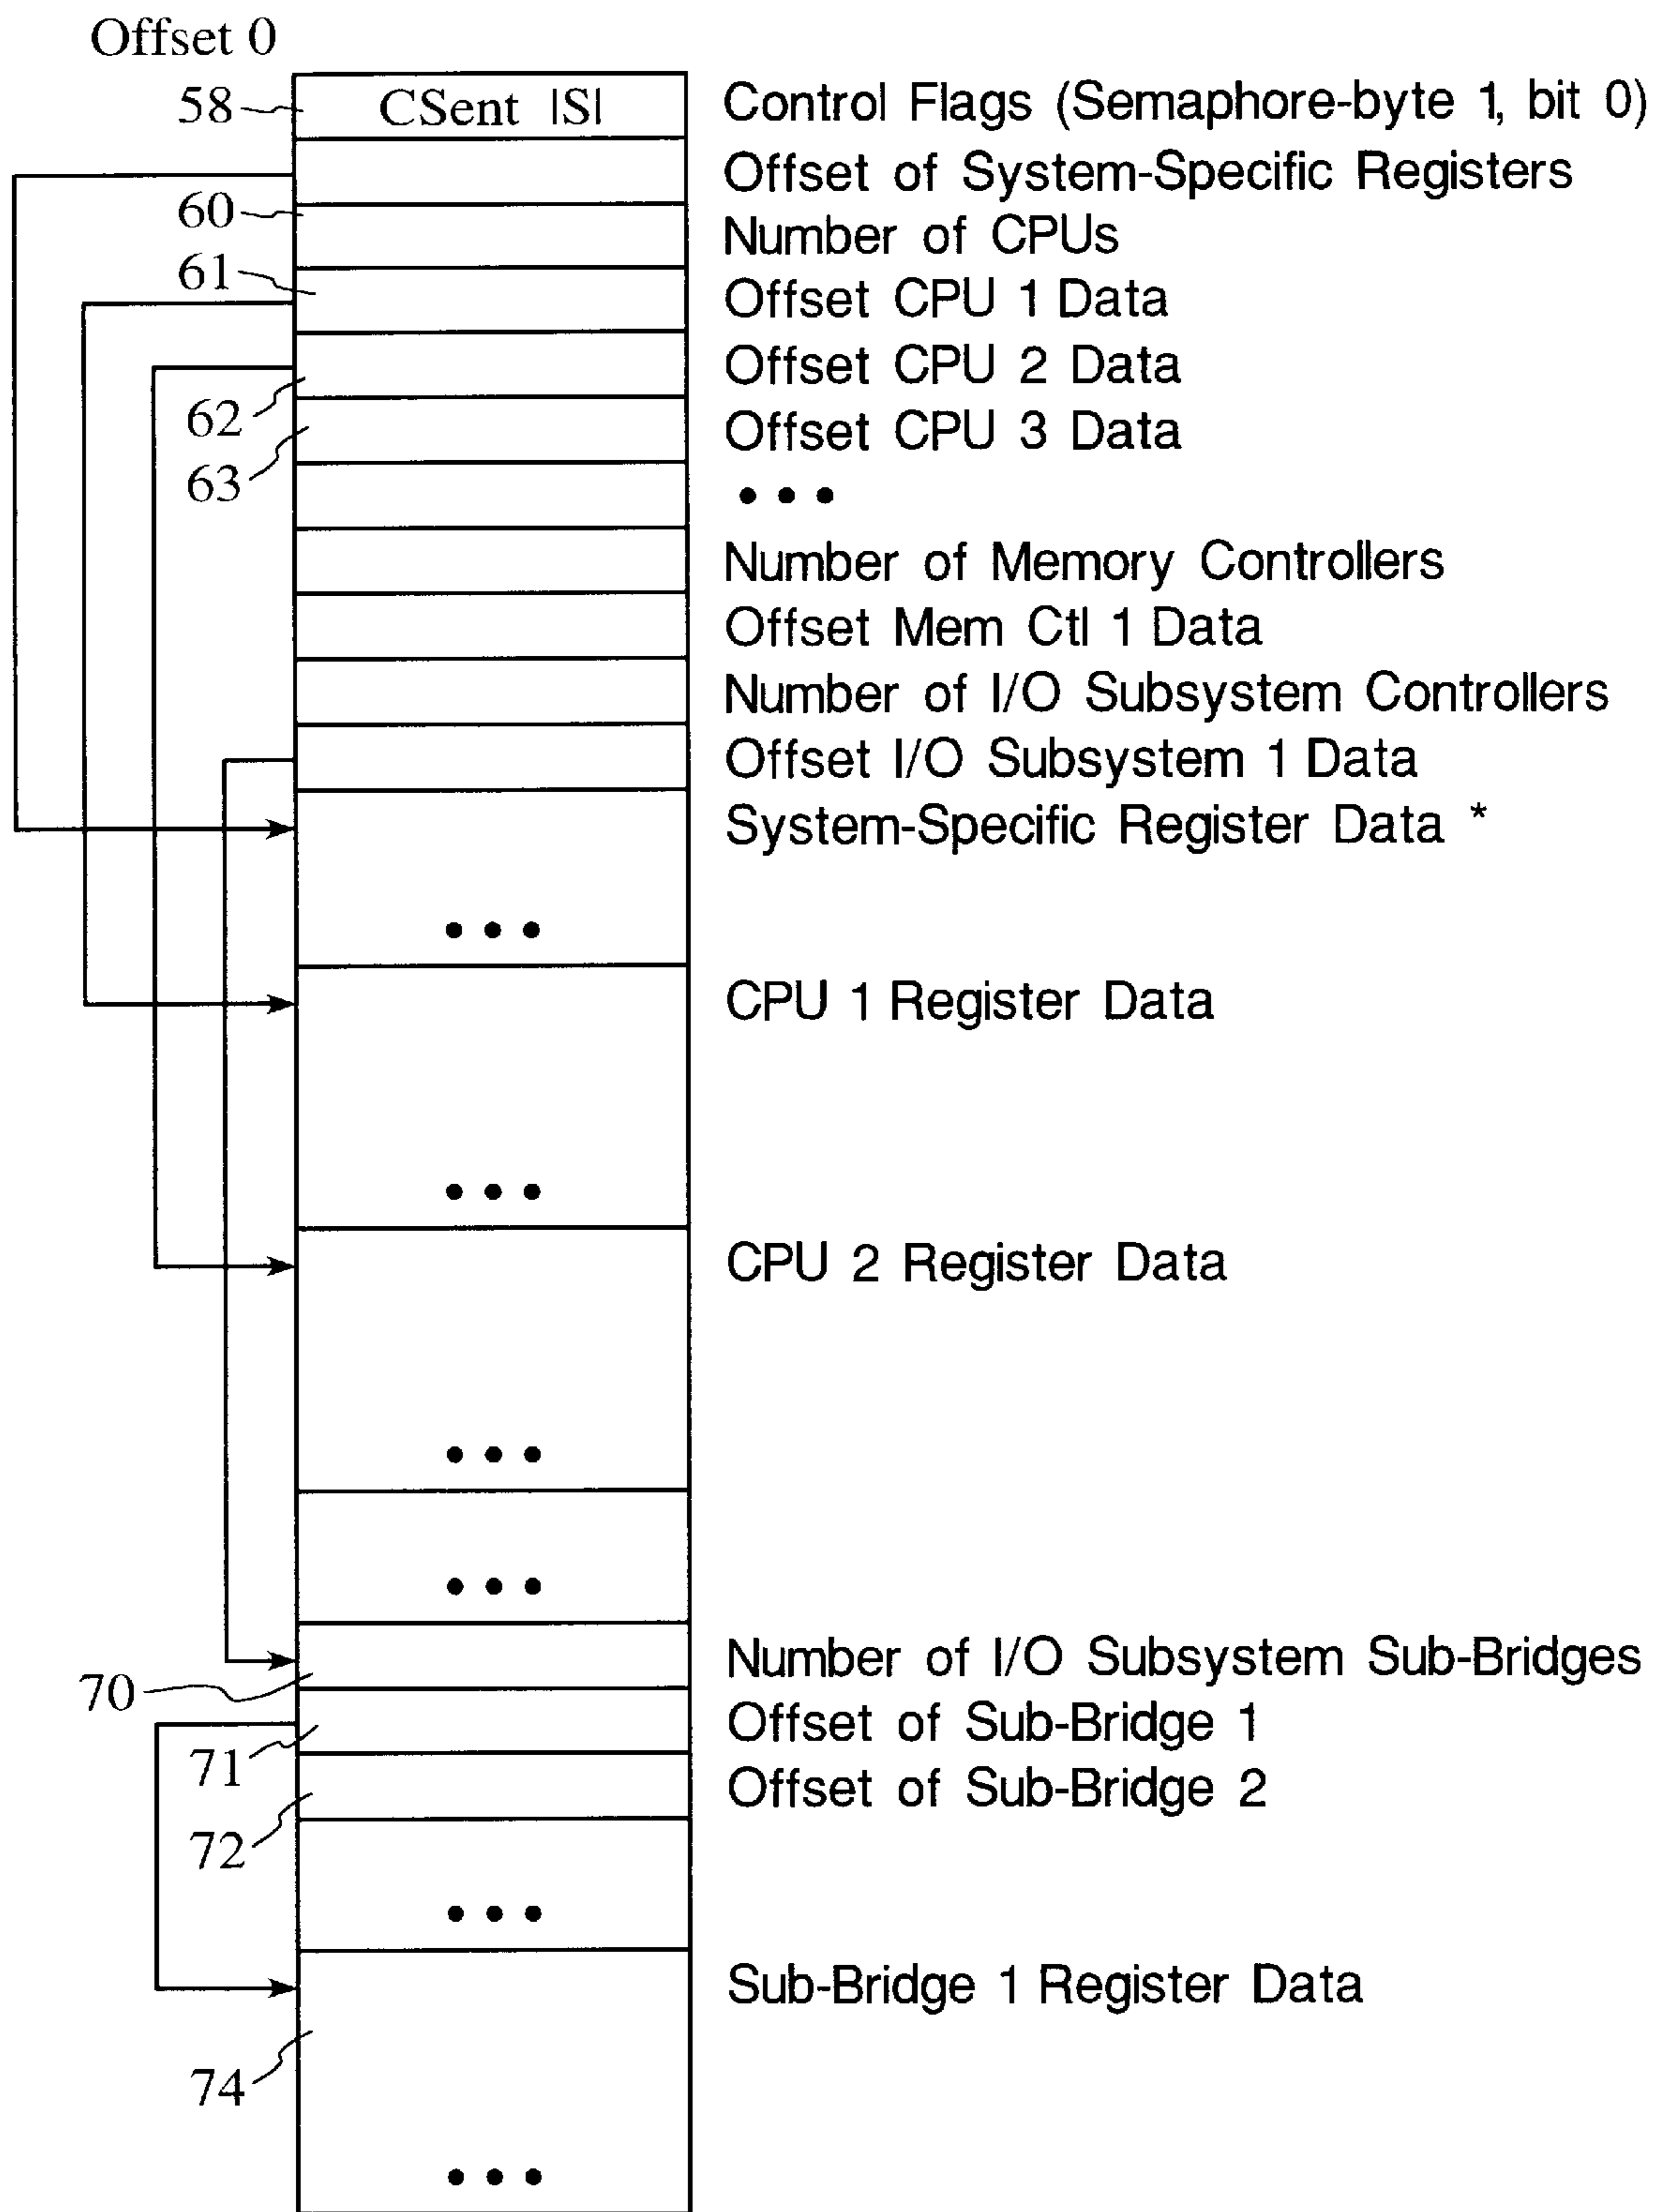 Offset 0
58 CSent |S| Control Flags (Semaphore-byte 1, bit 0)
Offset of System-Specific Registers
60 Number of CPUs
61 Offset CPU 1 Data
Offset CPU 2 Data
62 Offset CPU 3 Data
63
• • •
Number of Memory Controllers
Offset Mem Ctl 1 Data
Number of I/O Subsystem Controllers
Offset I/O Subsystem 1 Data
System-Specific Register Data *
• • •
CPU 1 Register Data
• • •
CPU 2 Register Data
• • •
• • •
Number of I/O Subsystem Sub-Bridges
70
Offset of Sub-Bridge 1
71
Offset of Sub-Bridge 2
72
• • •
Sub-Bridge 1 Register Data
74
• • •